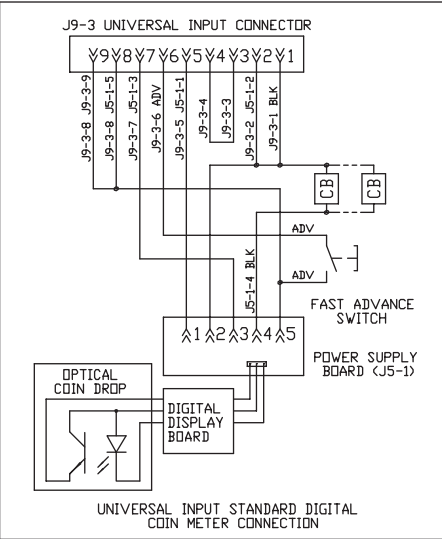 J9-3 UNIVERSAL INPUT CONNECTOR
9 8 7 6 5 4 3 2 1
J9-3-8 J9-3-9
J9-3-8 J5-1-5
J9-3-7 J5-1-3
J9-3-6 ADV
J9-3-5 J5-1-1
J9-3-4
J9-3-3
J9-3-2 J5-1-2
J9-3-1 BLK
CB
CB
ADV
J5-1-4 BLK
ADV
FAST ADVANCE
SWITCH
1 2 3 4 5
POWER SUPPLY
BOARD (J5-1)
OPTICAL
COIN DROP
DIGITAL
DISPLAY
BOARD
UNIVERSAL INPUT STANDARD DIGITAL
COIN METER CONNECTION